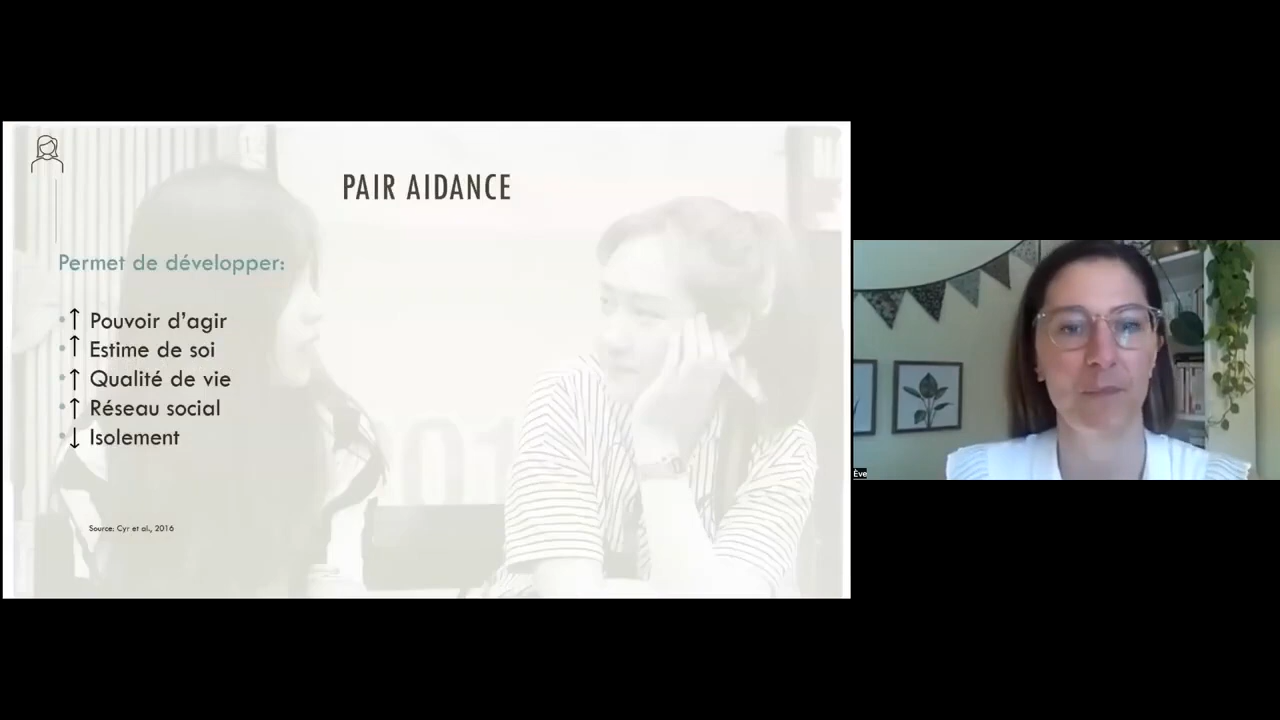 PAIR AIDANCE
Permet de développer:
• ↑ Pouvoir d'agir
• ↑ Estime de soi
• ↑ Qualité de vie
• ↑ Réseau social
• ↓ Isolement
Source: Cyr et al., 2016
Ève